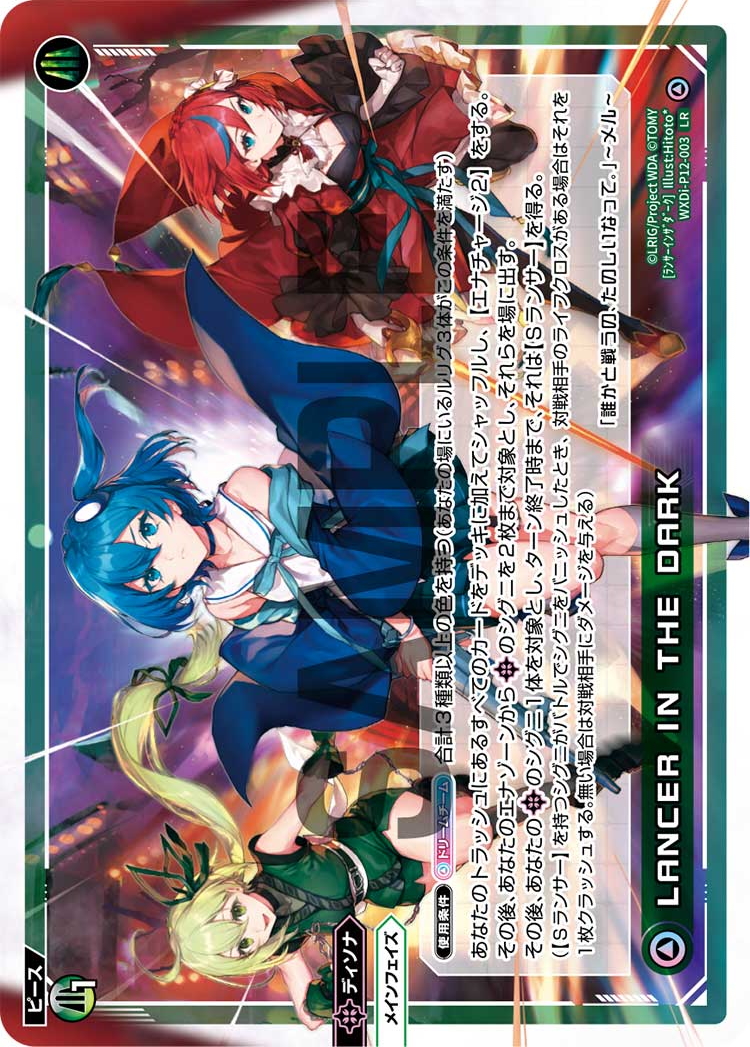 ピース
1
ディソナ
メインフェイズ
使用条件 ドリームチーム 合計3種類以上の色を持つ(あなたの場にいるルリグ3体がこの条件を満たす)
あなたのトラッシュにあるすべてのカードをデッキに加えてシャッフルし、【エナチャージ2】をする。
その後、あなたのエナゾーンからのシグニを2枚まで対象とし、それらを場に出す。
その後、あなたののシグニ1体を対象とし、ターン終了時まで、それは【Sランサー】を得る。
(【Sランサー】を持つシグニがバトルでシグニをバニッシュしたとき、対戦相手のライフクロスがある場合はそれを
1枚クラッシュする。無い場合は対戦相手にダメージを与える)
「誰かと戦うの、たのしいなって。」~メル~
LANCER IN THE DARK
©LRIG/Project WDA ©TOMY
[ランサーインザダーク] Illust:Hitoto*
WXDi-P12-003 LR
SAMPLE